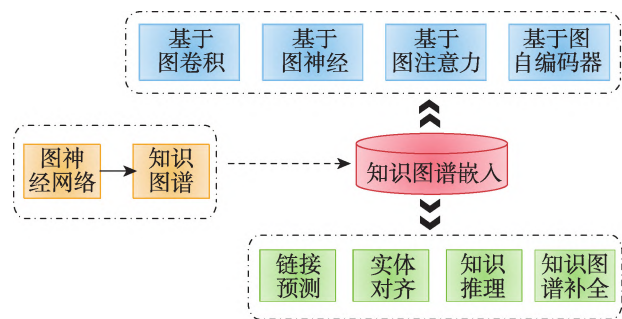 基于
图卷积
基于
图神经
基于
图注意力
基于图
自编码器
图神
经网络
知识
图谱
知识图谱嵌入
链接
预测
实体
对齐
知识
推理
知识图
谱补全